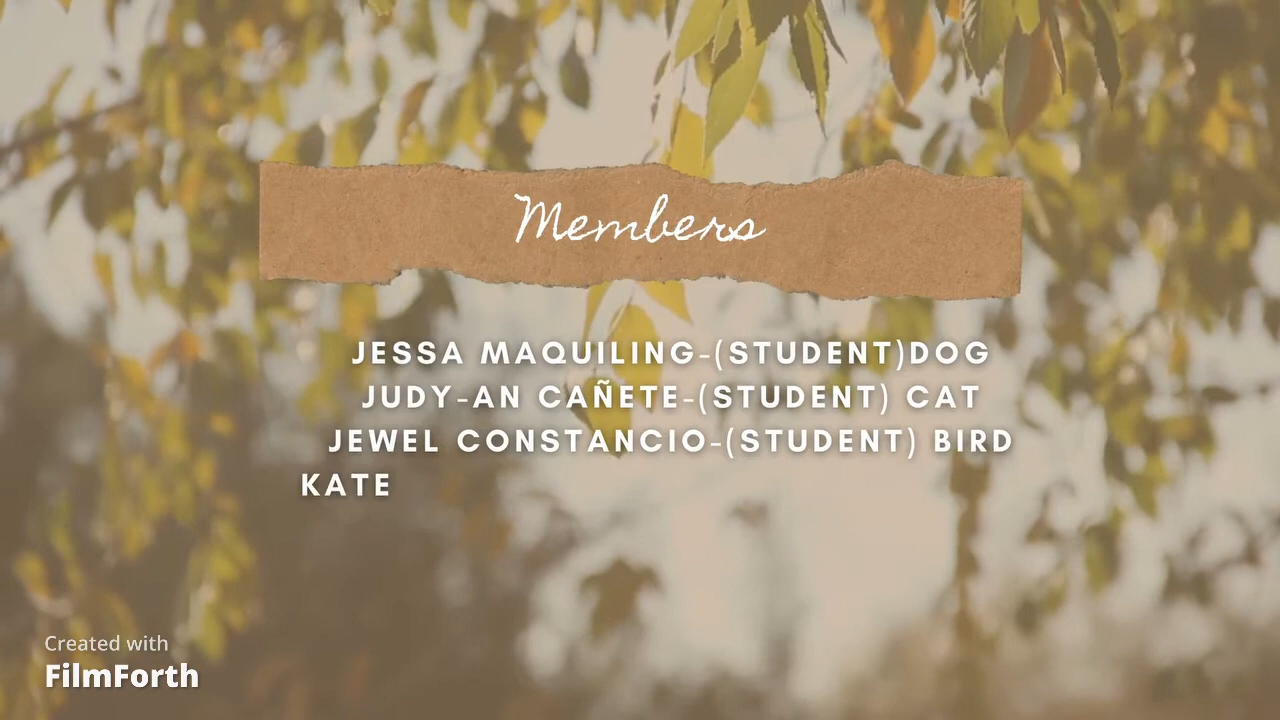 Members
JESSA MAQUILING-(STUDENT)DOG
JUDY-AN CAÑETE-(STUDENT) CAT
JEWEL CONSTANCIO-(STUDENT) BIRD
KATE
Created with
FilmForth